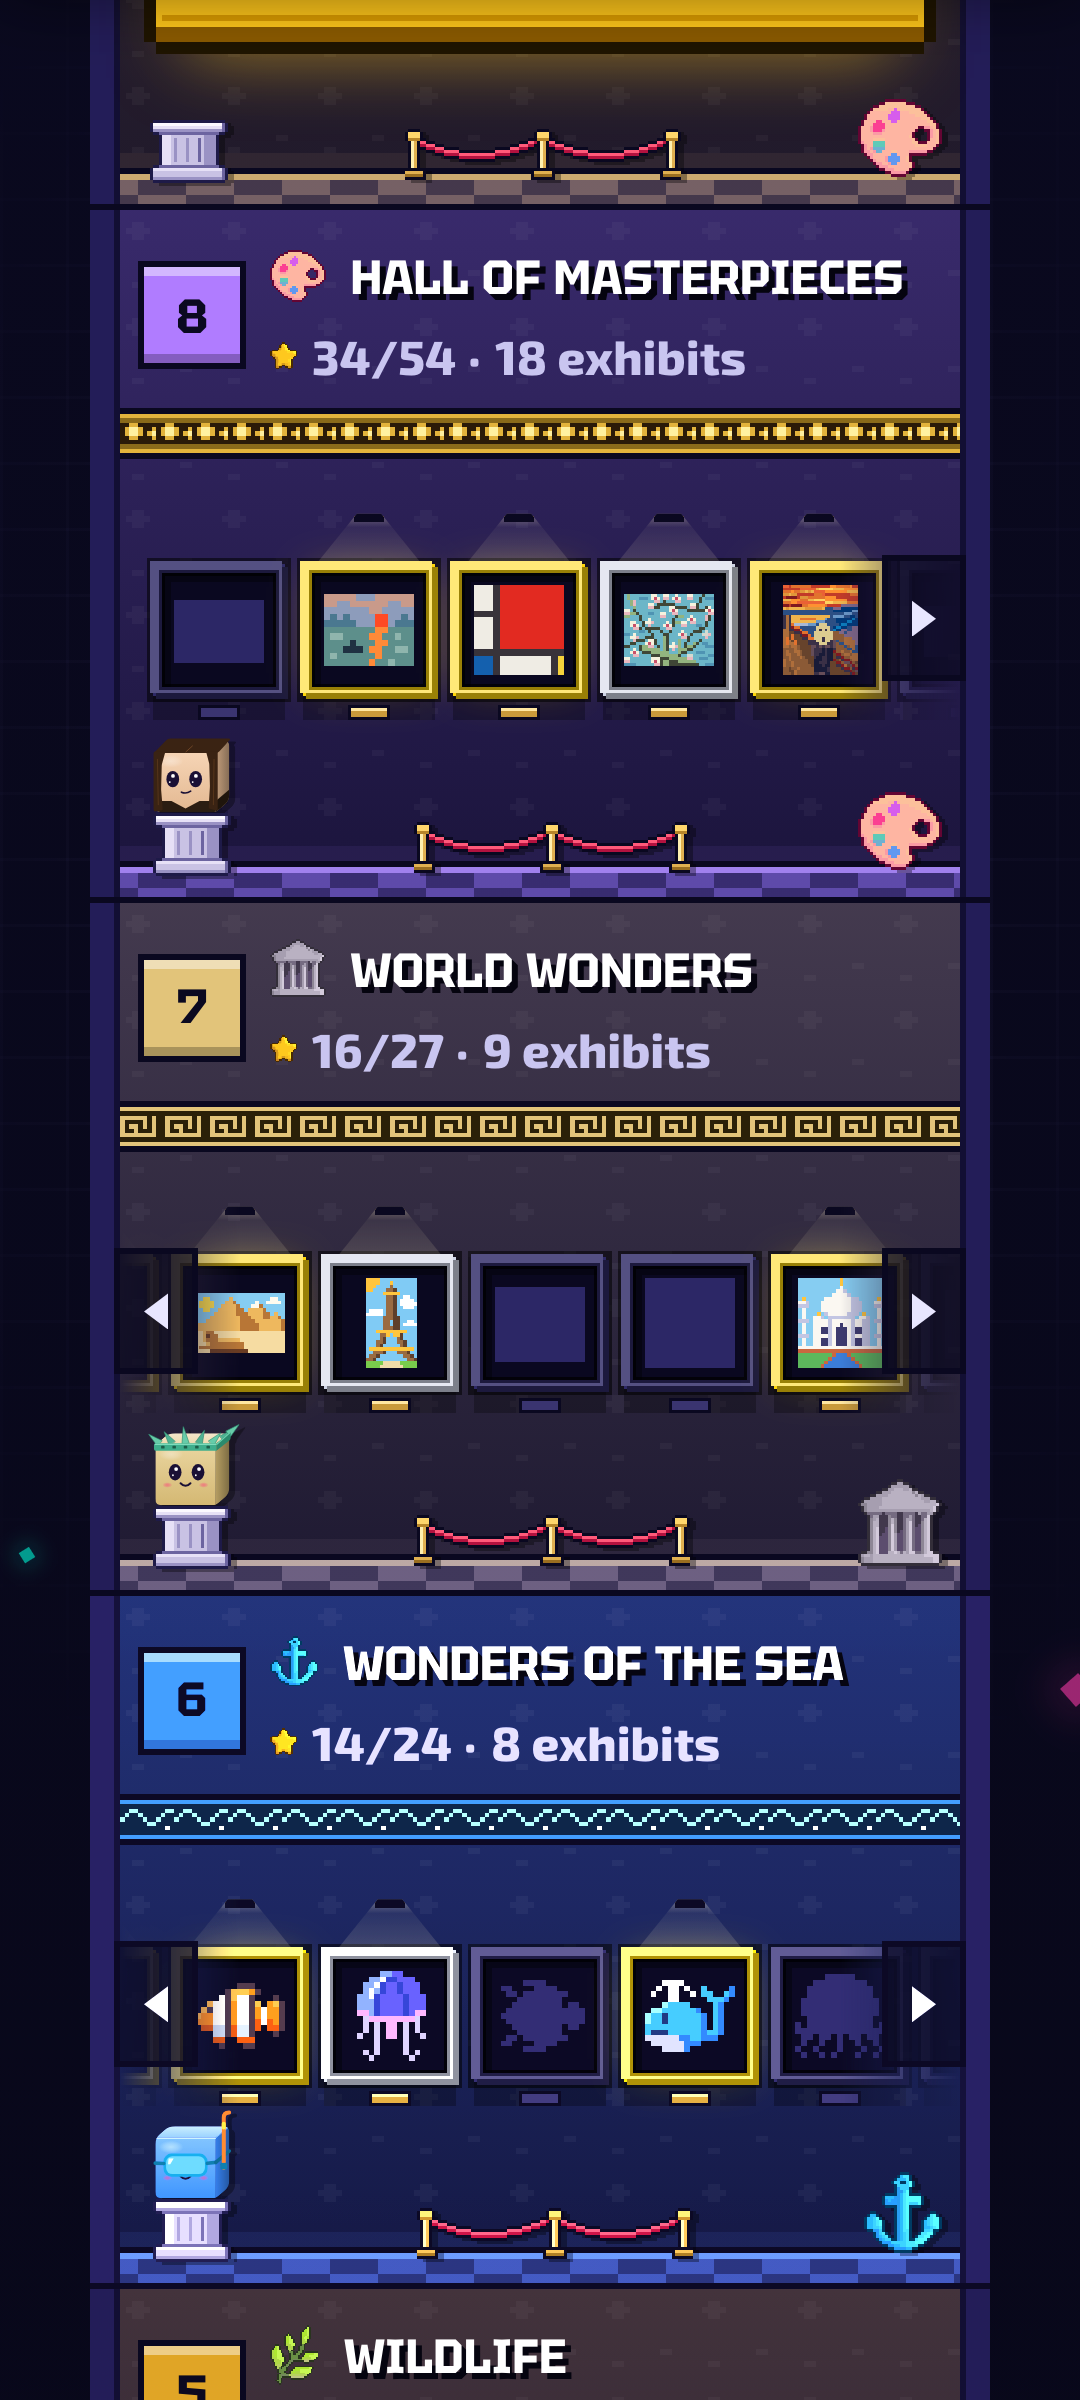 8
HALL OF MASTERPIECES
34/54 · 18 exhibits
7
WORLD WONDERS
16/27 · 9 exhibits
6
WONDERS OF THE SEA
14/24 · 8 exhibits
5
WILDLIFE